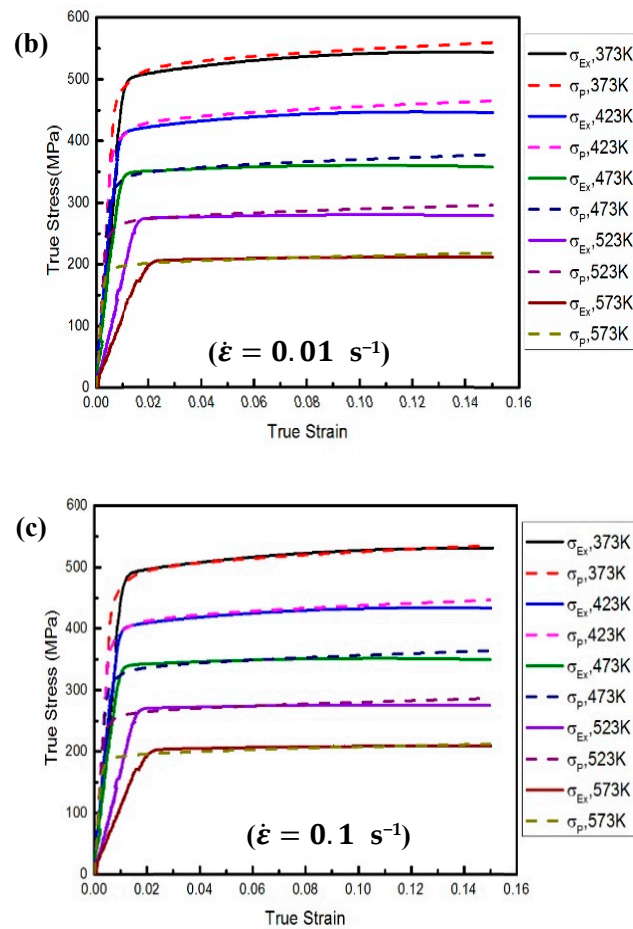 (b)
600
500
400
300
200
100
0
True Stress(MPa)
0.00 0.02 0.04 0.06 0.08 0.10 0.12 0.14 0.16
True Strain
(ε̇ = 0.01 s⁻¹)
σEx,373K
σP,373K
σEx,423K
σP,423K
σEx,473K
σP,473K
σEx,523K
σP,523K
σEx,573K
σP,573K
(c)
600
500
400
300
200
100
0
True Stress (MPa)
0.00 0.02 0.04 0.06 0.08 0.10 0.12 0.14 0.16
True Strain
(ε̇ = 0.1 s⁻¹)
σEx,373K
σP,373K
σEx,423K
σP,423K
σEx,473K
σP,473K
σEx,523K
σP,523K
σEx,573K
σP,573K